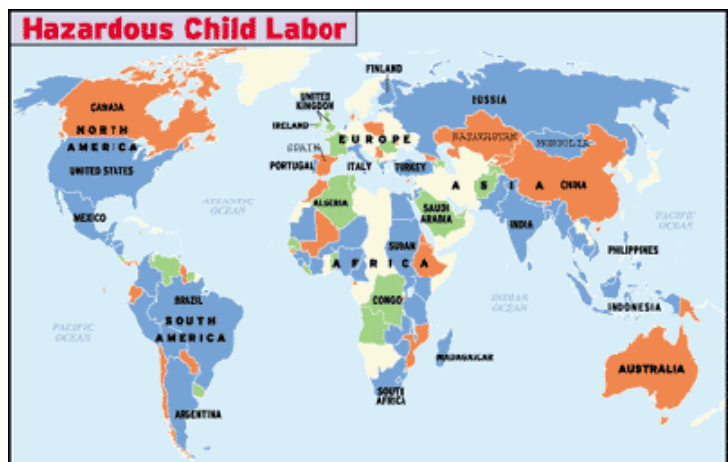 Hazardous Child Labor
FINLAND
CANADA
UNITED
KINGDOM
RUSSIA
IRELAND
NORTH
EUROPE
KAZAKHSTAN
MONGOLIA
AMERICA
SPAIN
PORTUGAL
ITALY
TURKEY
UNITED STATES
ASIA
CHINA
ATLANTIC
OCEAN
ALGERIA
SAUDI
ARABIA
PACIFIC
OCEAN
MEXICO
INDIA
SUDAN
PHILIPPINES
AFRICA
BRAZIL
CONGO
INDIAN
OCEAN
INDONESIA
SOUTH
PACIFIC
OCEAN
AMERICA
MADAGASCAR
AUSTRALIA
SOUTH
AFRICA
ARGENTINA